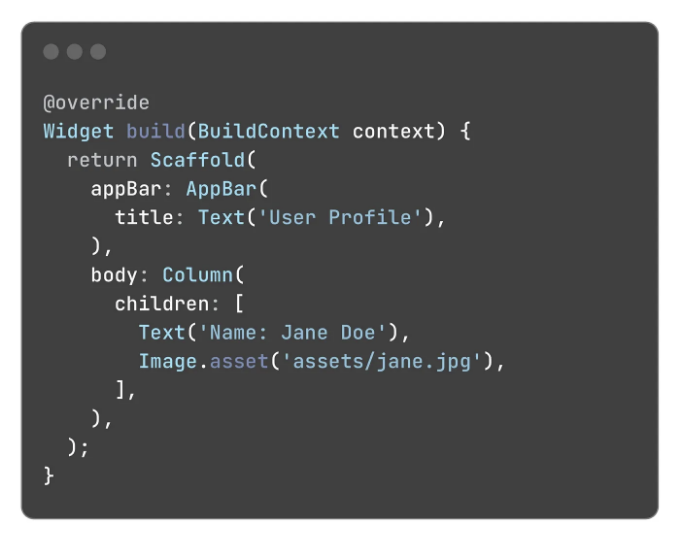 @override
Widget build(BuildContext context) {
  return Scaffold(
    appBar: AppBar(
      title: Text('User Profile'),
    ),
    body: Column(
      children: [
        Text('Name: Jane Doe'),
        Image.asset('assets/jane.jpg'),
      ],
    ),
  );
}